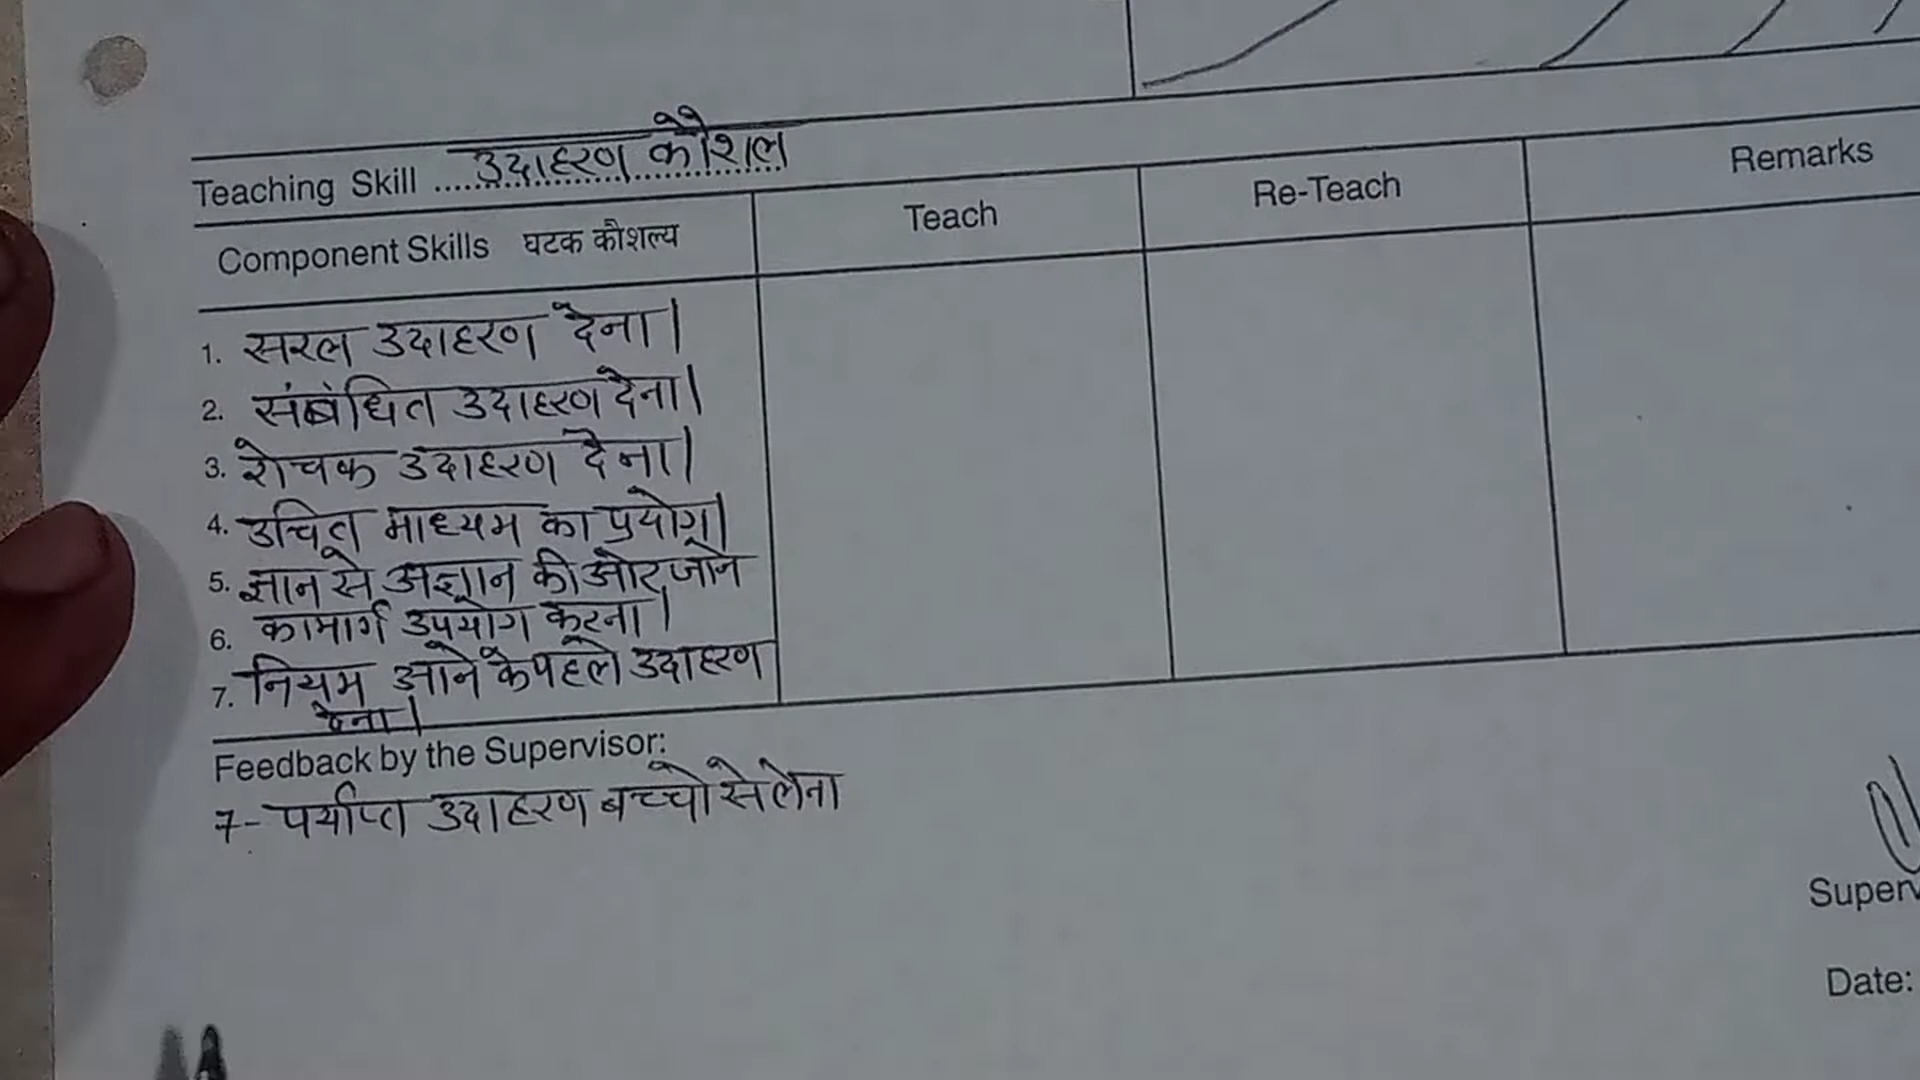 Teaching Skill ..... उदाहरण कौशल
Component Skills घटक कौशल्य
Teach
Re-Teach
Remarks
1. सरल उदाहरण देना।
2. संबंधित उदाहरण देना।
3. रोचक उदाहरण देना।
4. उचित माध्यम का प्रयोग।
5. ज्ञान से अज्ञान की ओर जाने
6. का मार्ग उपयोग करना।
7. नियम आने के पहले उदाहरण
देना।
Feedback by the Supervisor:
7- पर्याप्त उदाहरण बच्चो से लेना
Superv
Date: